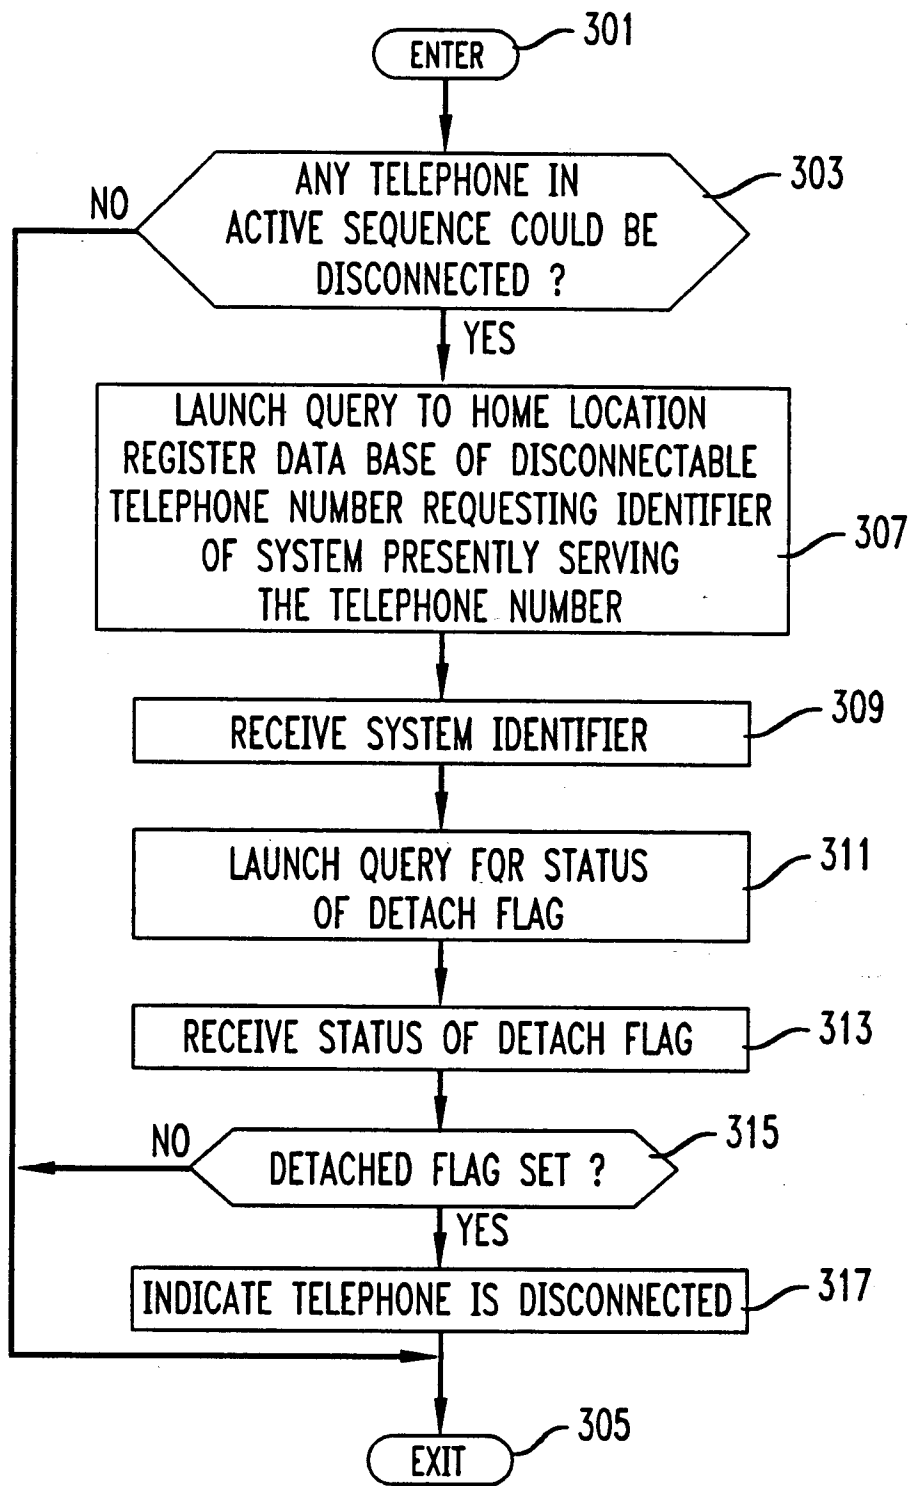 ENTER
301
ANY TELEPHONE IN
ACTIVE SEQUENCE COULD BE
DISCONNECTED ?
303
NO
YES
LAUNCH QUERY TO HOME LOCATION
REGISTER DATA BASE OF DISCONNECTABLE
TELEPHONE NUMBER REQUESTING IDENTIFIER
OF SYSTEM PRESENTLY SERVING
THE TELEPHONE NUMBER
307
RECEIVE SYSTEM IDENTIFIER
309
LAUNCH QUERY FOR STATUS
OF DETACH FLAG
311
RECEIVE STATUS OF DETACH FLAG
313
NO
DETACHED FLAG SET ?
315
YES
INDICATE TELEPHONE IS DISCONNECTED
317
EXIT
305